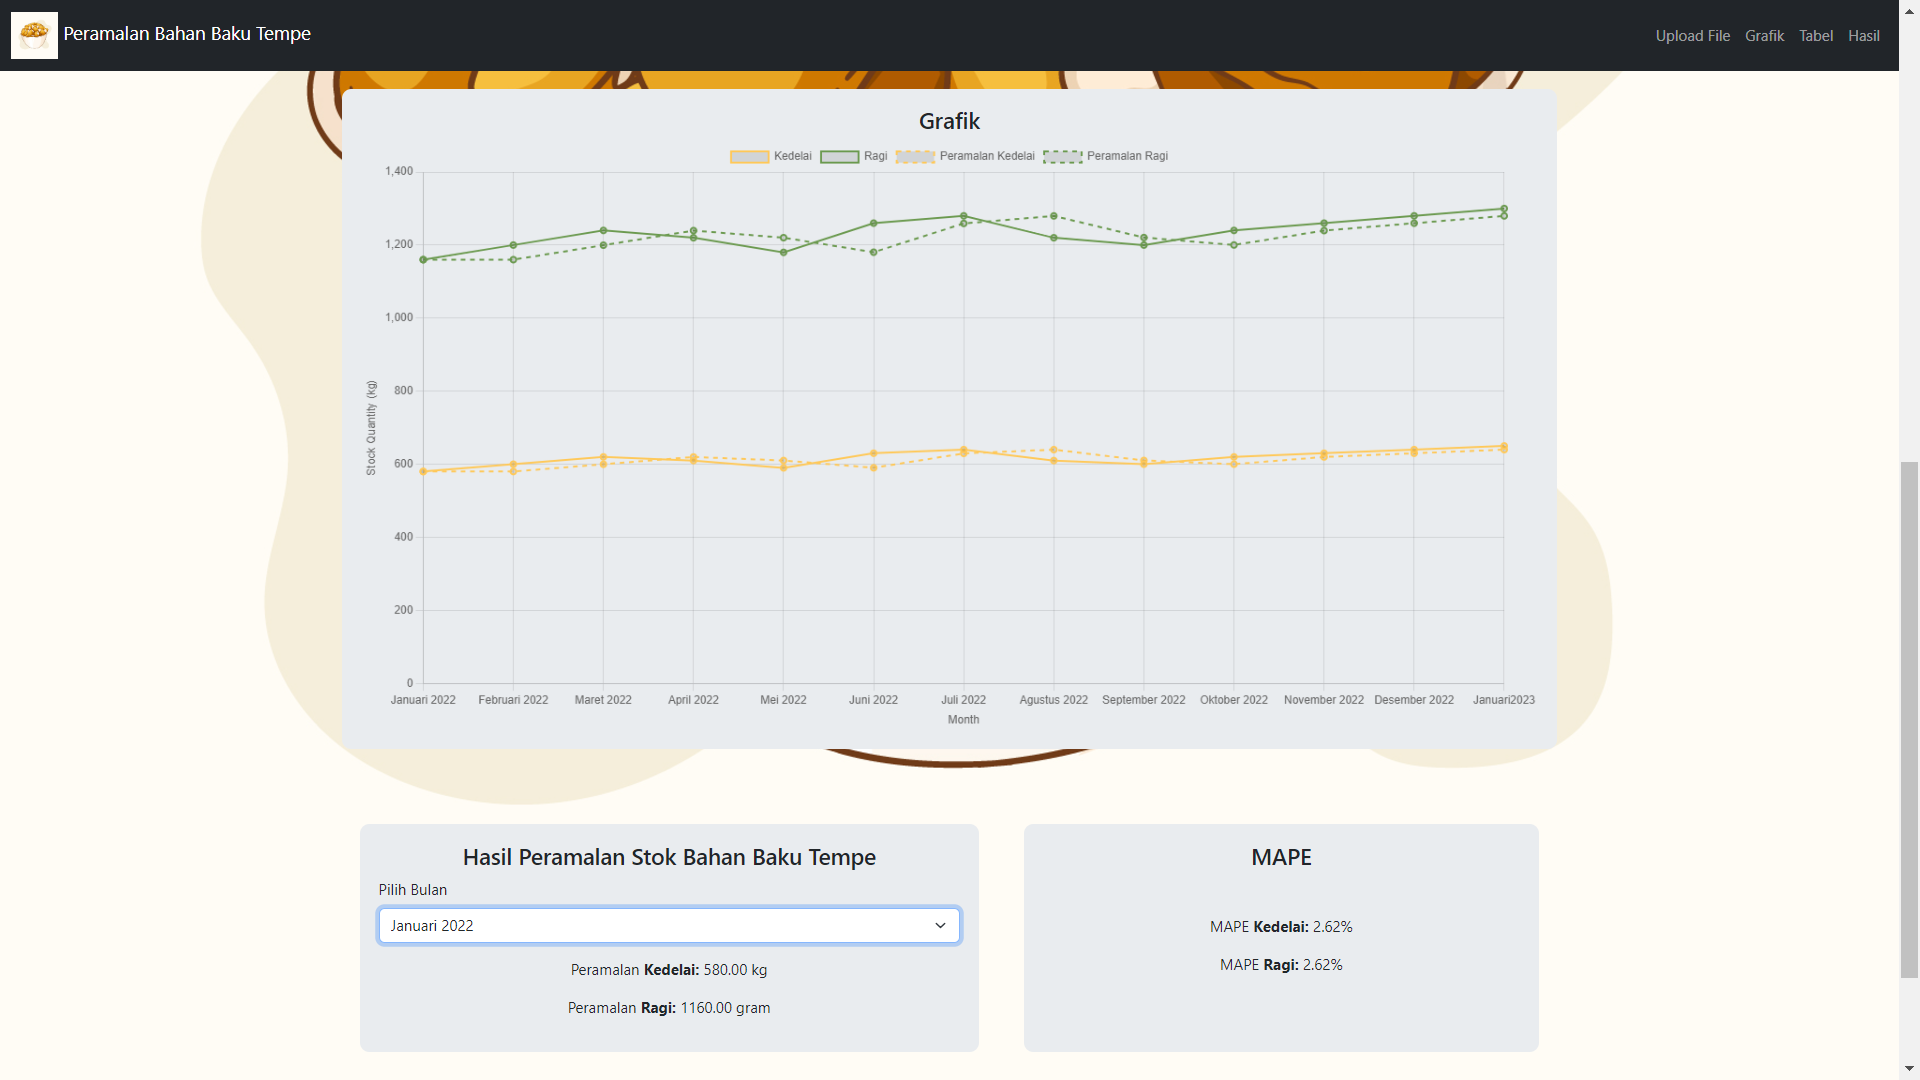 Peramalan Bahan Baku Tempe
Upload File Grafik Tabel Hasil
Grafik
Kedelai Ragi Peramalan Kedelai Peramalan Ragi
1,400
1,200
1,000
800
600
400
200
0
Stock Quantity (kg)
Januari 2022 Februari 2022 Maret 2022 April 2022 Mei 2022 Juni 2022 Juli 2022 Agustus 2022 September 2022 Oktober 2022 November 2022 Desember 2022 Januari2023
Month
Hasil Peramalan Stok Bahan Baku Tempe
Pilih Bulan
Januari 2022
Peramalan Kedelai: 580.00 kg
Peramalan Ragi: 1160.00 gram
MAPE
MAPE Kedelai: 2.62%
MAPE Ragi: 2.62%